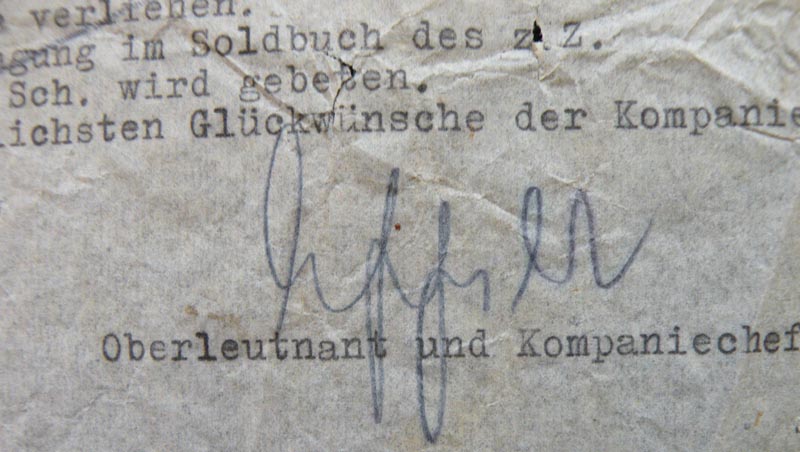 verliehen.
gung im Soldbuch des z.Z.
Sch. wird gebeten.
lichsten Glückwünsche der Kompanie
Oberleutnant und Kompaniechef